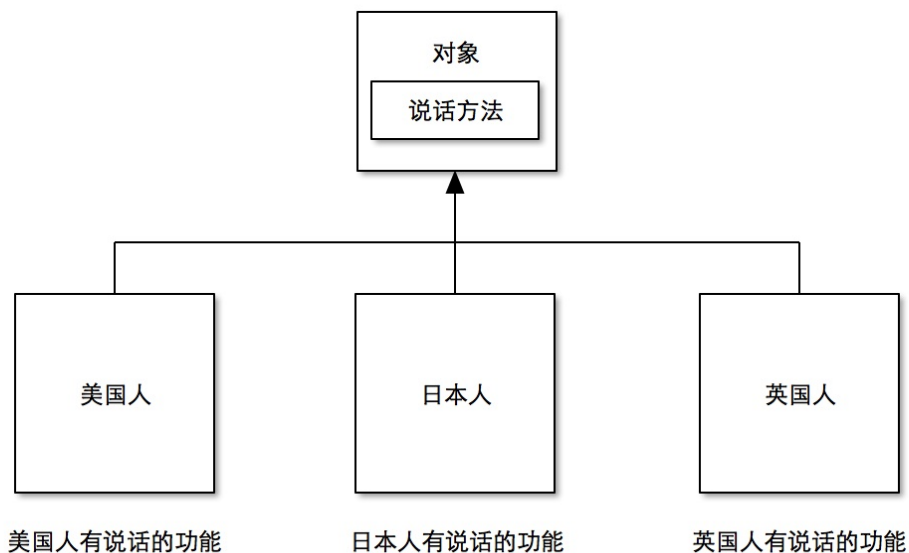 对象
说话方法
美国人
日本人
英国人
美国人有说话的功能
日本人有说话的功能
英国人有说话的功能